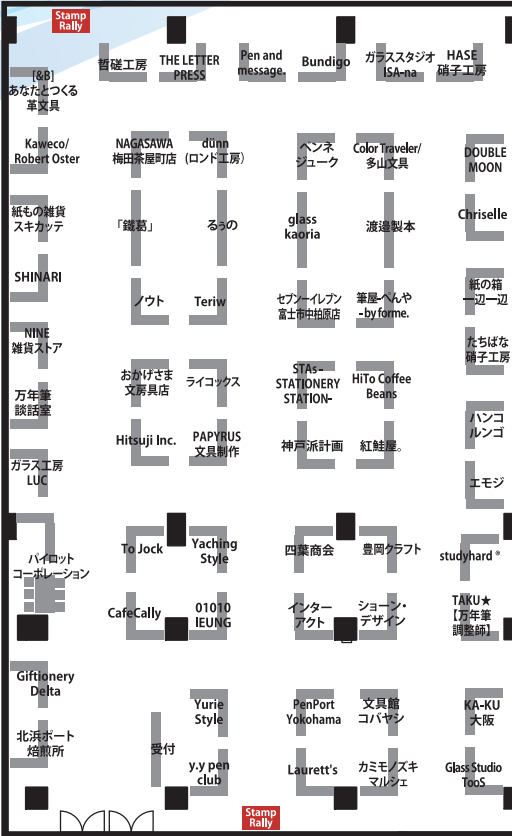 Stamp
Rally
哲磋工房
THE LETTER
PRESS
Pen and
message.
Bundigo
ガラススタジオ
ISA-na
HASE
硝子工房
[&B]
あなたとつくる
革文具
Kaweco/
Robert Oster
NAGASAWA
梅田茶屋町店
dünn
(ロンド工房)
ペンネ
ジューク
Color Traveler/
多山文具
DOUBLE
MOON
紙もの雑貨
スキカッテ
「鐵葛」
るぅの
glass
kaoria
渡邉製本
Chriselle
SHINARI
ノウト
Teriw
セブンーイレブン
富士市中柏原店
筆屋-ぺんや
-by forme.
紙の箱
一辺一辺
NINE
雑貨ストア
おかげさま
文房具店
ライコックス
STAs-
STATIONERY
STATION-
HiTo Coffee
Beans
たちばな
硝子工房
万年筆
談話室
Hitsuji Inc.
PAPYRUS
文具制作
神戸派計画
紅鮭屋。
ハンコ
ルンゴ
ガラス工房
LUC
エモジ
パイロット
コーポレーション
To Jock
Yaching
Style
四葉商会
豊岡クラフト
studyhard ®
CafeCally
01010
IEUNG
インター
アクト
ショーン・
デザイン
TAKU★
【万年筆
調整師】
Giftionery
Delta
Yurie
Style
PenPort
Yokohama
文具館
コバヤシ
KA-KU
大阪
北浜ポート
焙煎所
受付
y.y pen
club
Laurett's
カミモノズキ
マルシェ
Glass Studio
TooS
Stamp
Rally